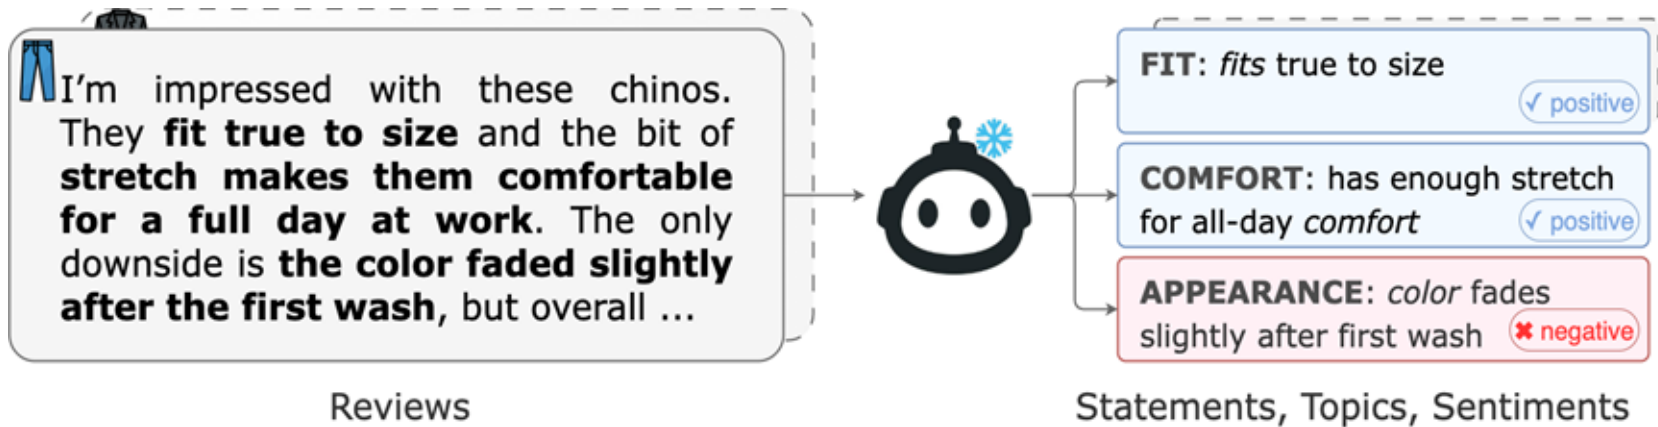 I’m impressed with these chinos.
They fit true to size and the bit of
stretch makes them comfortable
for a full day at work. The only
downside is the color faded slightly
after the first wash, but overall ...
Reviews
FIT: fits true to size
✓ positive
COMFORT: has enough stretch
for all-day comfort
✓ positive
APPEARANCE: color fades
slightly after first wash
✖ negative
Statements, Topics, Sentiments